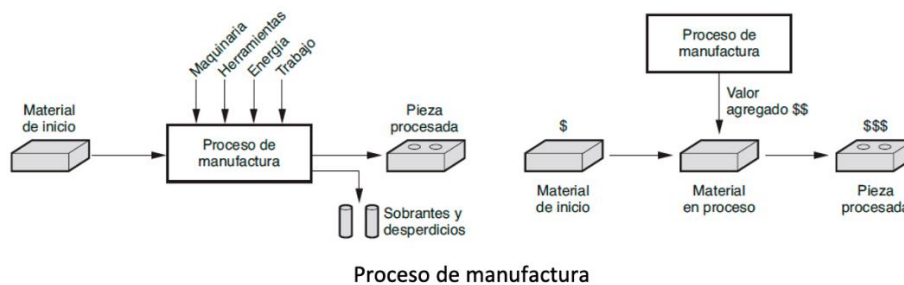 Maquinaria
Herramientas
Energía
Trabajo
Material
de inicio
Proceso de
manufactura
Pieza
procesada
Sobrantes y
desperdicios
Proceso de
manufactura
Valor
agregado $$
$
$$$
Material
de inicio
Material
en proceso
Pieza
procesada
Proceso de manufactura